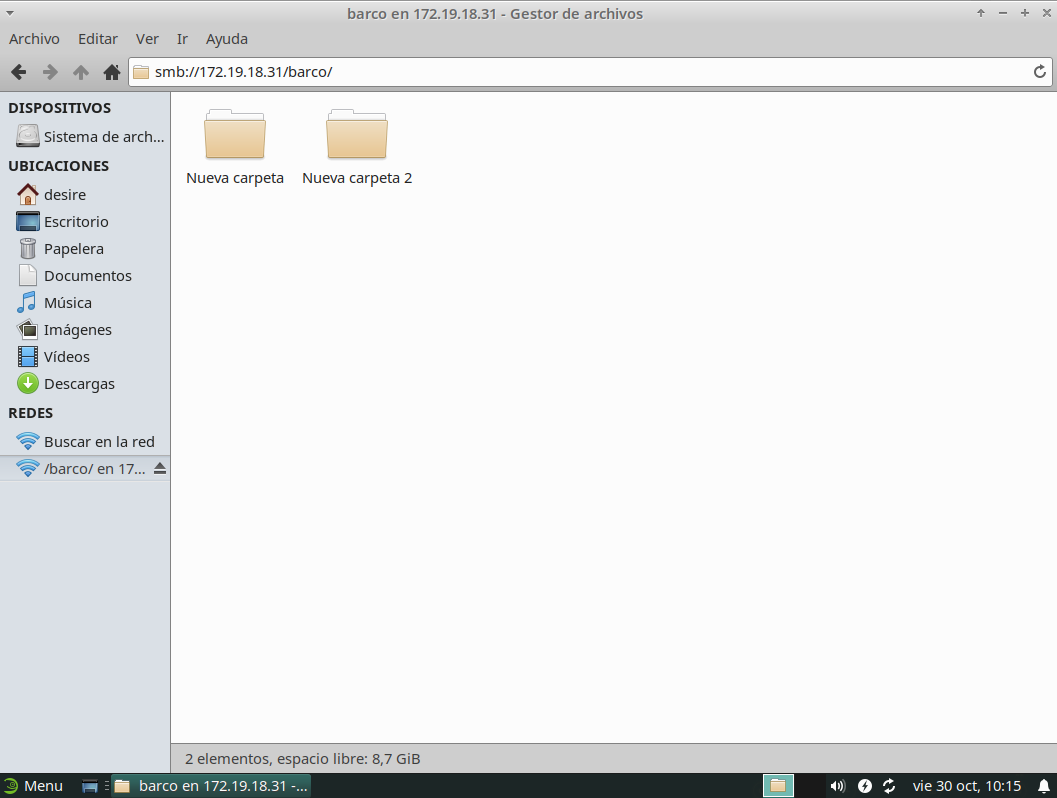 barco en 172.19.18.31 - Gestor de archivos
Archivo Editar Ver Ir Ayuda
smb://172.19.18.31/barco/
DISPOSITIVOS
Sistema de arch...
UBICACIONES
desire
Escritorio
Papelera
Documentos
Música
Imágenes
Vídeos
Descargas
REDES
Buscar en la red
/barco/ en 17...
Nueva carpeta Nueva carpeta 2
2 elementos, espacio libre: 8,7 GiB
Menu barco en 172.19.18.31 -... vie 30 oct, 10:15